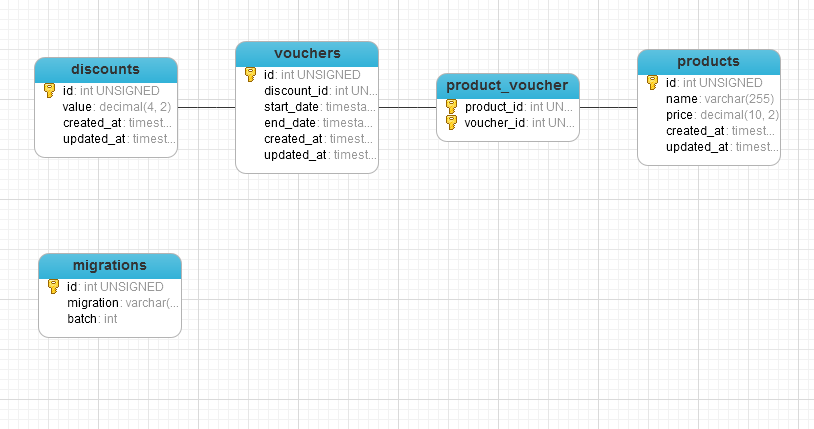 discounts
id: int UNSIGNED
value: decimal(4, 2)
created_at: timest...
updated_at: timest...
vouchers
id: int UNSIGNED
discount_id: int UN...
start_date: timesta...
end_date: timesta...
created_at: timest...
updated_at: timest...
product_voucher
product_id: int UN...
voucher_id: int UN...
products
id: int UNSIGNED
name: varchar(255)
price: decimal(10, 2)
created_at: timest...
updated_at: timest...
migrations
id: int UNSIGNED
migration: varchar(...
batch: int